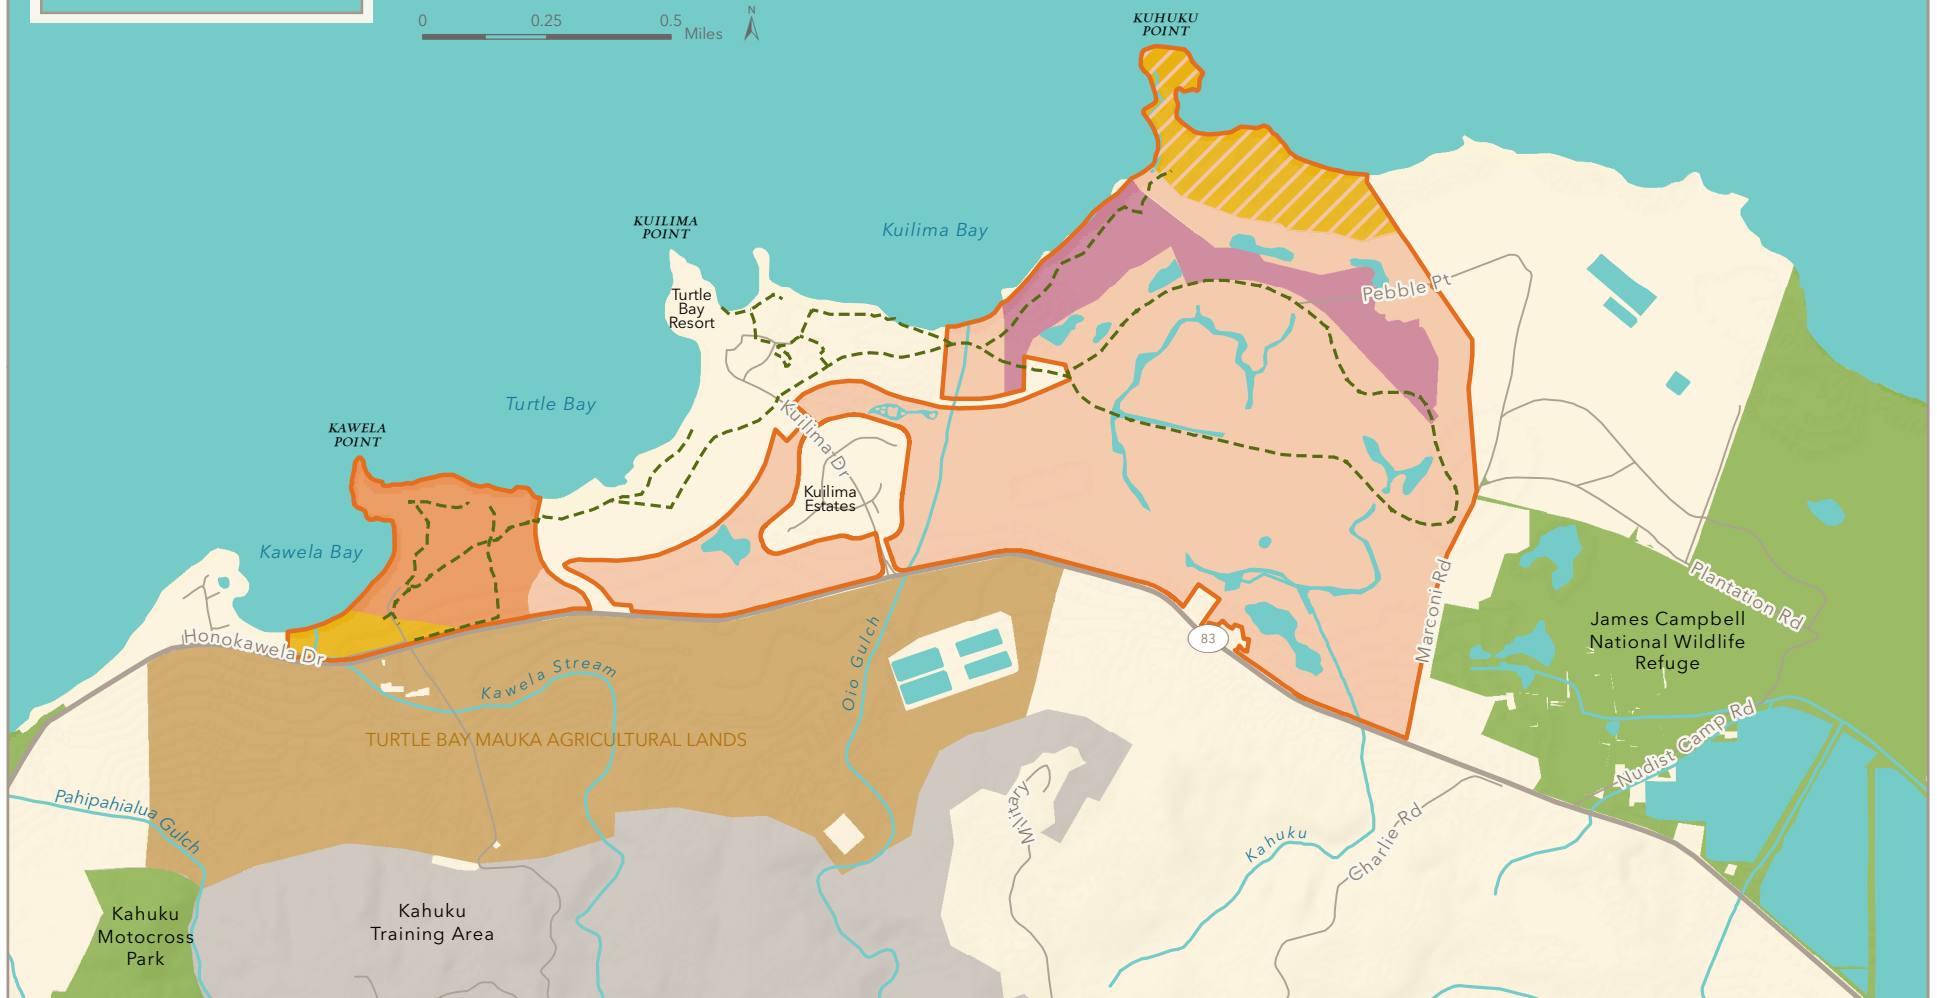 KUHUKU
POINT
0 0.25 0.5
Miles
N
KUILIMA
POINT
Kuilima Bay
Turtle
Bay
Resort
Pebble Pt
Turtle Bay
KAWELA
POINT
Kuilima Dr
Kuilima
Estates
Kawela Bay
Honokawela Dr
83
Marconi Rd
Plantation Rd
James Campbell
National Wildlife
Refuge
Kawela Stream
Oio Gulch
TURTLE BAY MAUKA AGRICULTURAL LANDS
Nudist Camp Rd
Pahipahialua Gulch
Military
Kahuku
Charlie Rd
Kahuku
Motocross
Park
Kahuku
Training Area